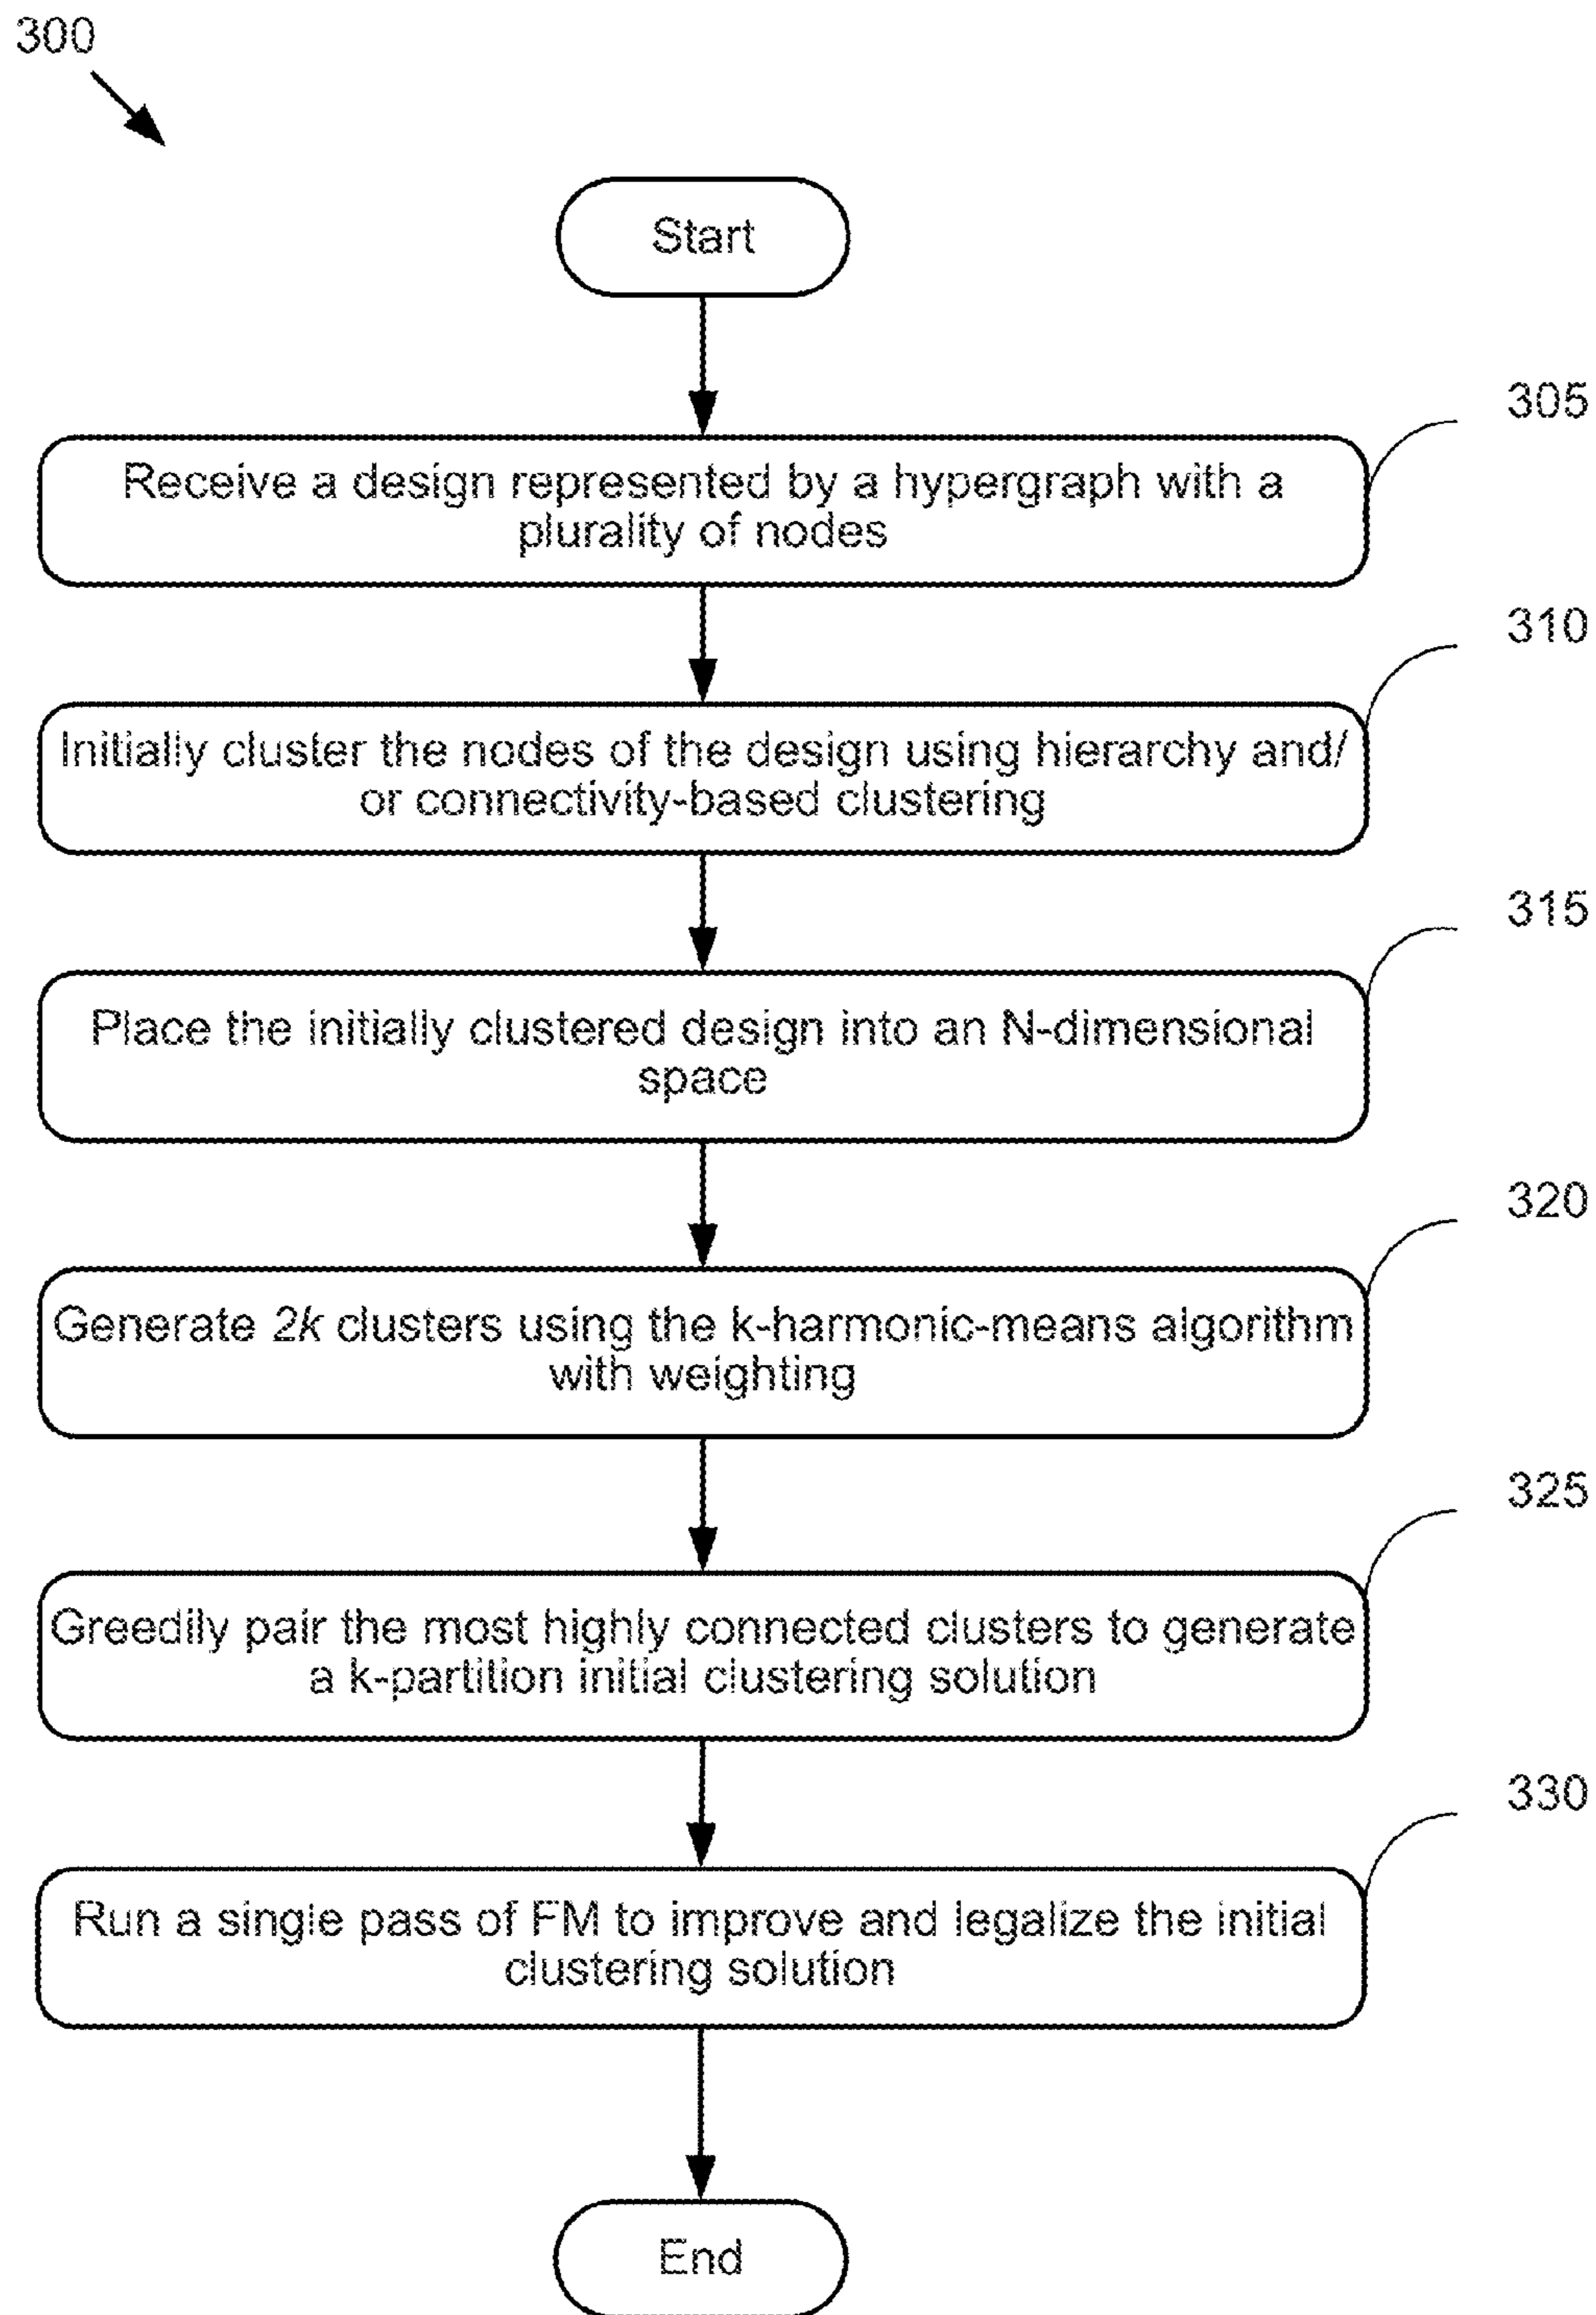 300
Start
305
Receive a design represented by a hypergraph with a
plurality of nodes
310
Initially cluster the nodes of the design using hierarchy and/
or connectivity-based clustering
315
Place the initially clustered design into an N-dimensional
space
320
Generate 2k clusters using the k-harmonic-means algorithm
with weighting
325
Greedily pair the most highly connected clusters to generate
a k-partition initial clustering solution
330
Run a single pass of FM to improve and legalize the initial
clustering solution
End